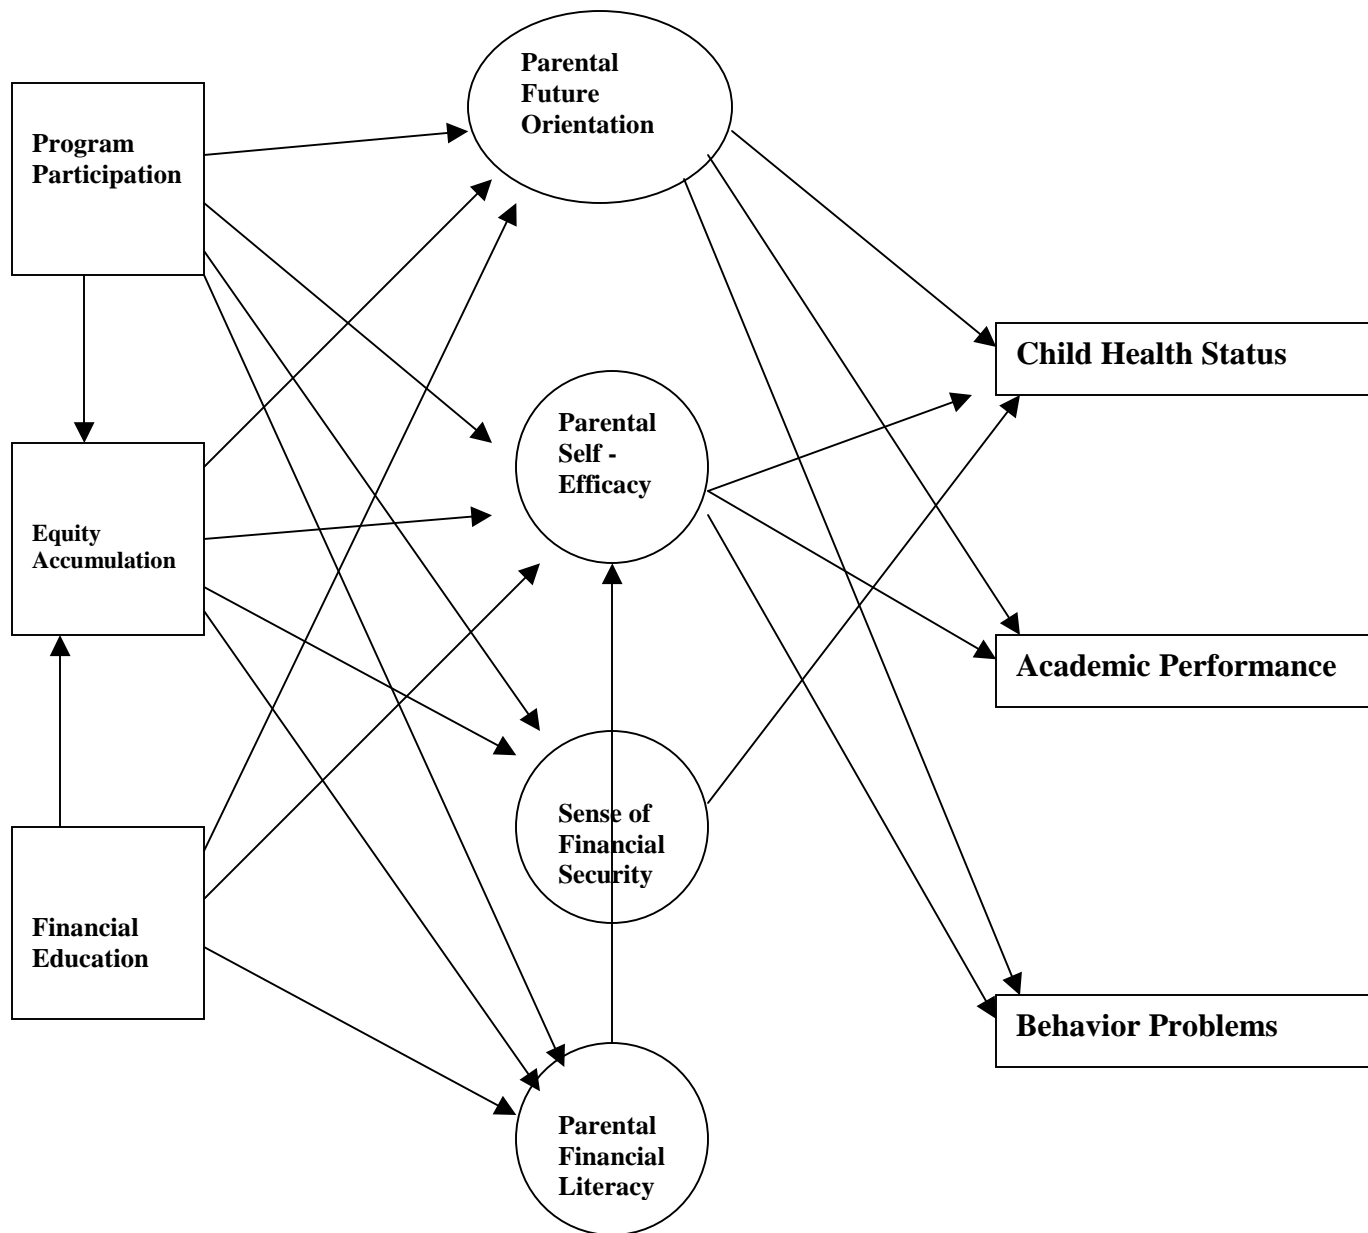 Program
Participation
Equity
Accumulation
Financial
Education
Parental
Future
Orientation
Parental
Self -
Efficacy
Sense of
Financial
Security
Parental
Financial
Literacy
Child Health Status
Academic Performance
Behavior Problems